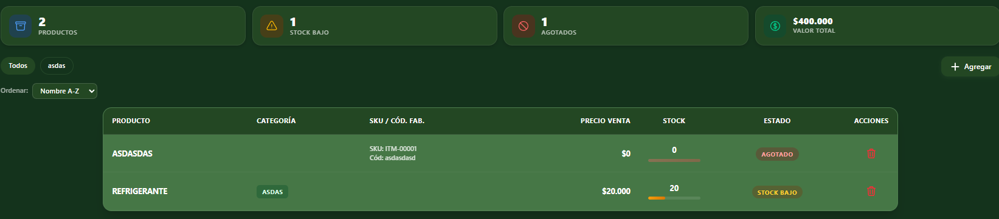 2
PRODUCTOS
1
STOCK BAJO
1
AGOTADOS
$400.000
VALOR TOTAL
Todos asdas
+ Agregar
Ordenar: Nombre A-Z
PRODUCTO CATEGORÍA SKU / CÓD. FAB. PRECIO VENTA STOCK ESTADO ACCIONES
ASDASDAS SKU: ITM-00001 Cód: asdasdasd $0 0 AGOTADO
REFRIGERANTE ASDAS $20.000 20 STOCK BAJO